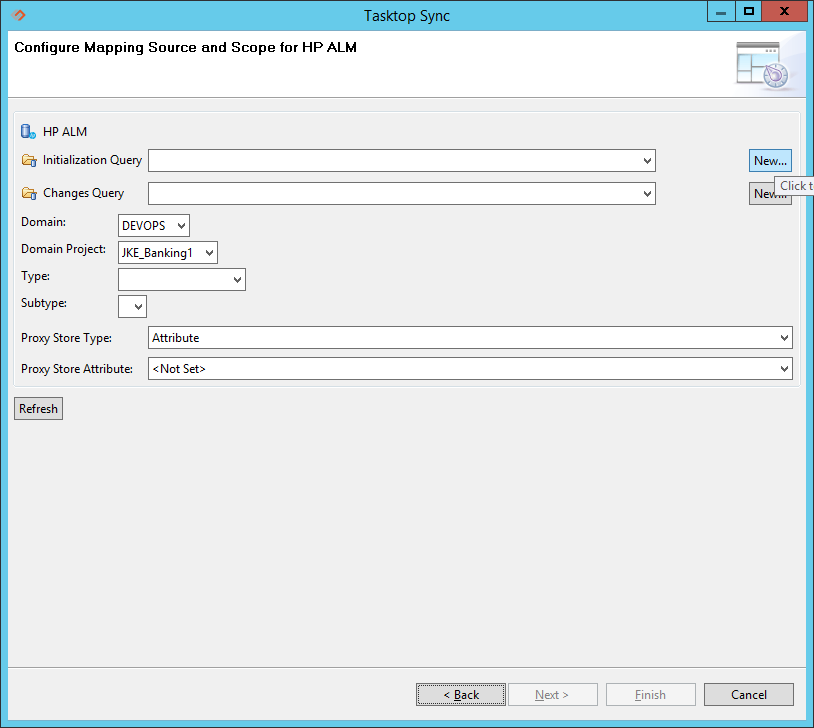 Tasktop Sync
Configure Mapping Source and Scope for HP ALM
HP ALM
Initialization Query
New...
Changes Query
New...
Click t
Domain: DEVOPS
Domain Project: JKE_Banking1
Type:
Subtype:
Proxy Store Type: Attribute
Proxy Store Attribute: <Not Set>
Refresh
< Back Next > Finish Cancel